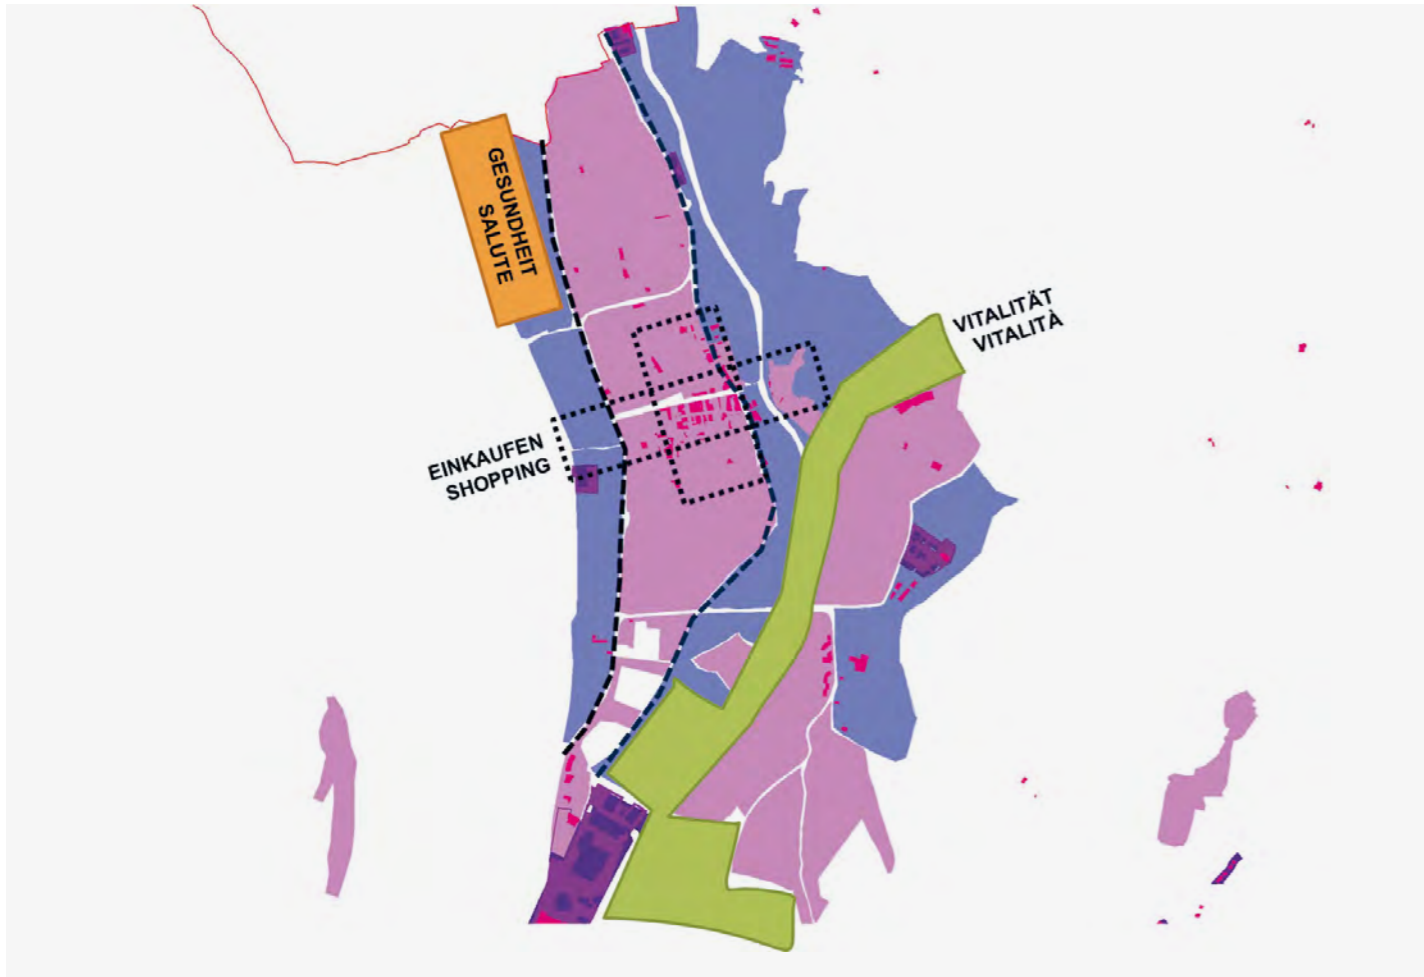 GESUNDHEIT
SALUTE
VITALITÄT
VITALITÀ
EINKAUFEN
SHOPPING